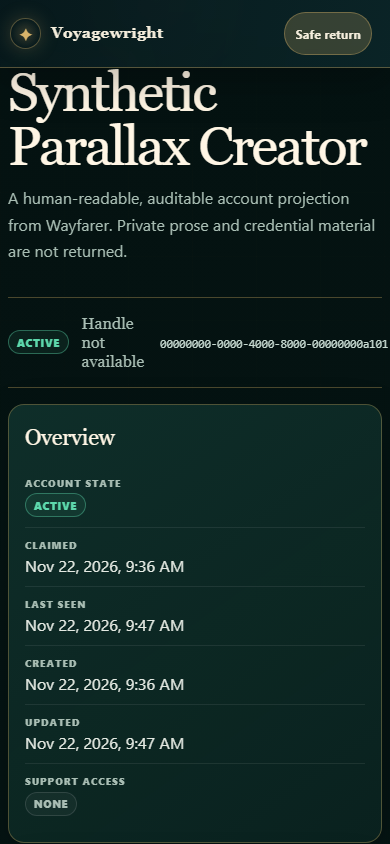 Voyagewright
Safe return
Synthetic
Parallax Creator
A human-readable, auditable account projection
from Wayfarer. Private prose and credential material
are not returned.
ACTIVE
Handle
not
available
00000000-0000-4000-8000-00000000a101
Overview
ACCOUNT STATE
ACTIVE
CLAIMED
Nov 22, 2026, 9:36 AM
LAST SEEN
Nov 22, 2026, 9:47 AM
CREATED
Nov 22, 2026, 9:36 AM
UPDATED
Nov 22, 2026, 9:47 AM
SUPPORT ACCESS
NONE